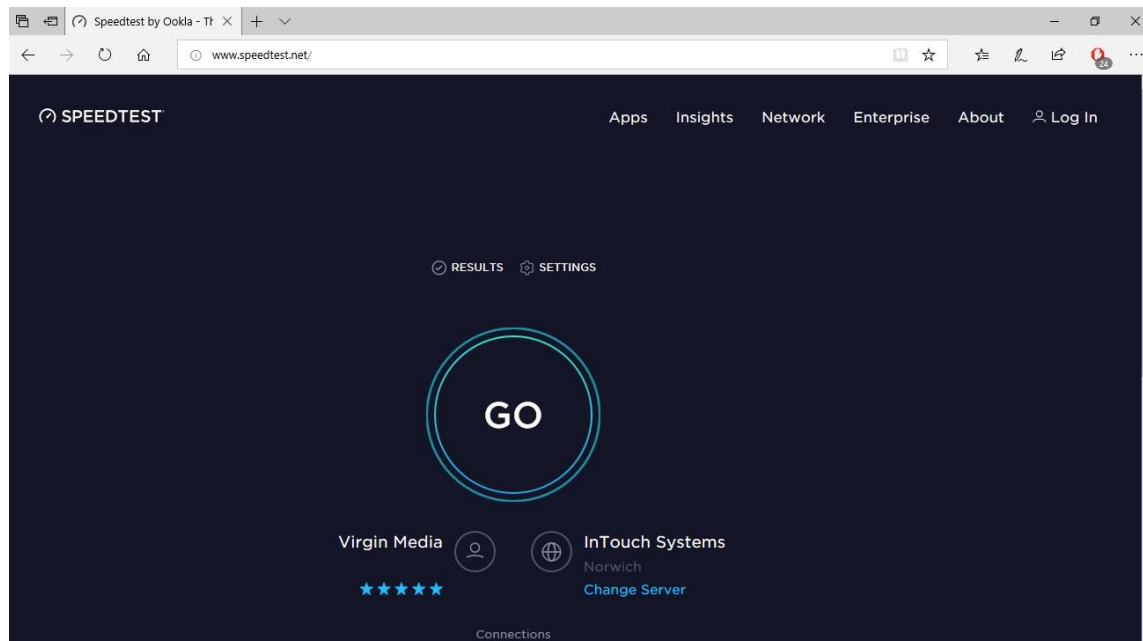 Speedtest by Ookla - Th
www.speedtest.net/
24
SPEEDTEST
Apps Insights Network Enterprise About Log In
RESULTS SETTINGS
GO
Virgin Media InTouch Systems
Norwich
Change Server
Connections